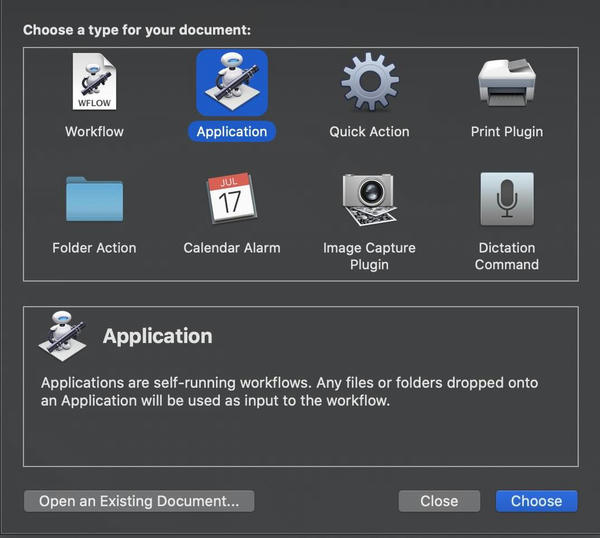 Choose a type for your document:
WFLOW
Workflow
Application
Quick Action
Print Plugin
JUL
17
Folder Action
Calendar Alarm
Image Capture
Plugin
Dictation
Command
Application
Applications are self-running workflows. Any files or folders dropped onto
an Application will be used as input to the workflow.
Open an Existing Document...
Close
Choose